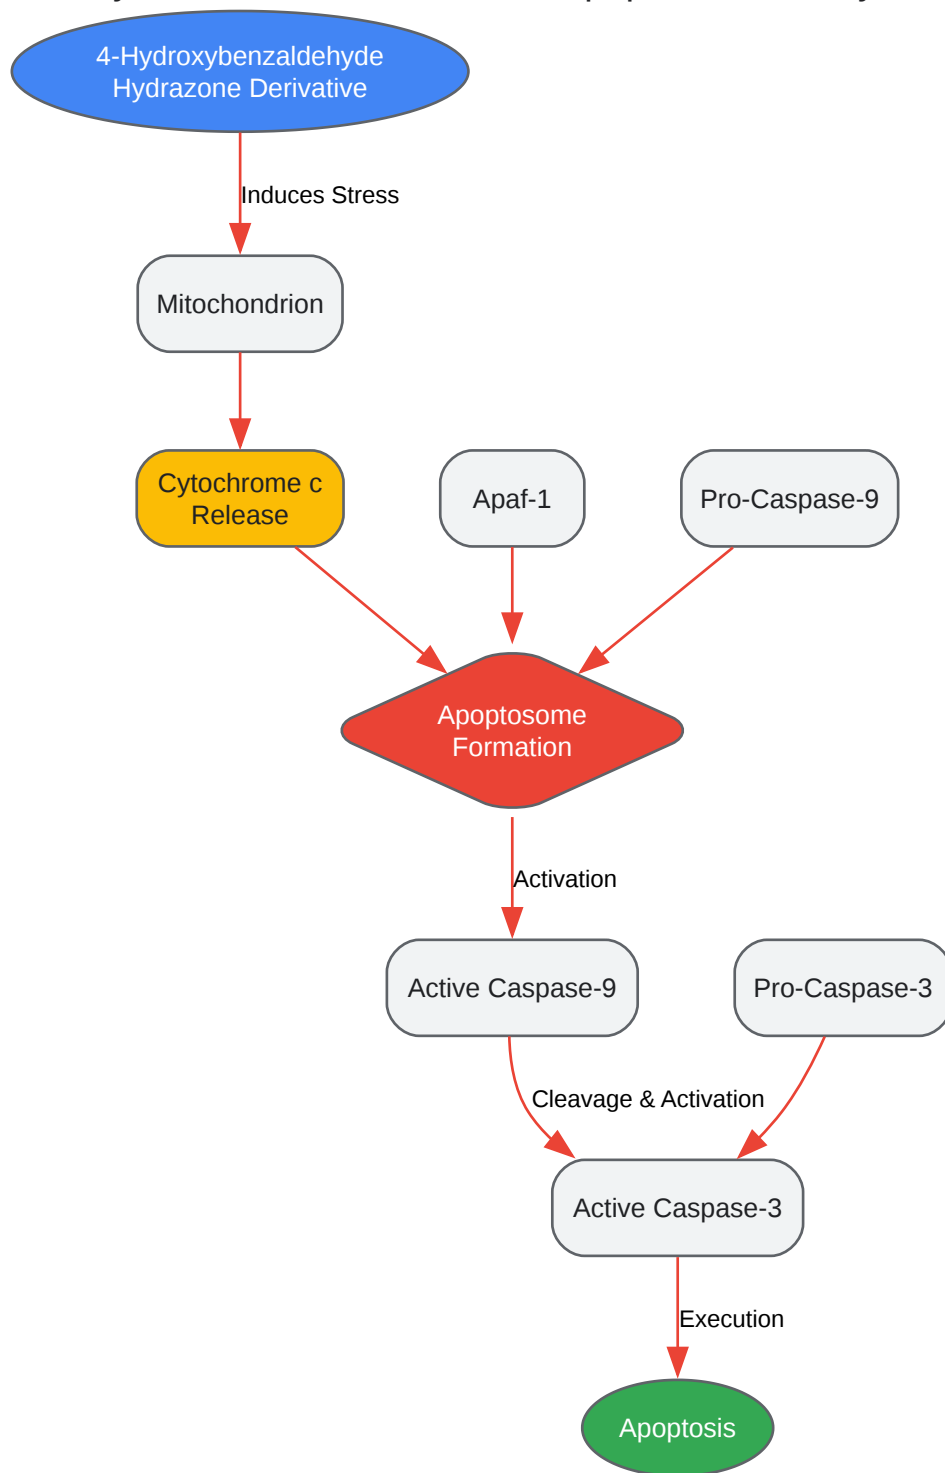 4-Hydroxybenzaldehyde
Hydrazone Derivative
Induces Stress
Mitochondrion
Cytochrome c
Release
Apaf-1
Pro-Caspase-9
Apoptosome
Formation
Activation
Active Caspase-9
Pro-Caspase-3
Cleavage & Activation
Active Caspase-3
Execution
Apoptosis